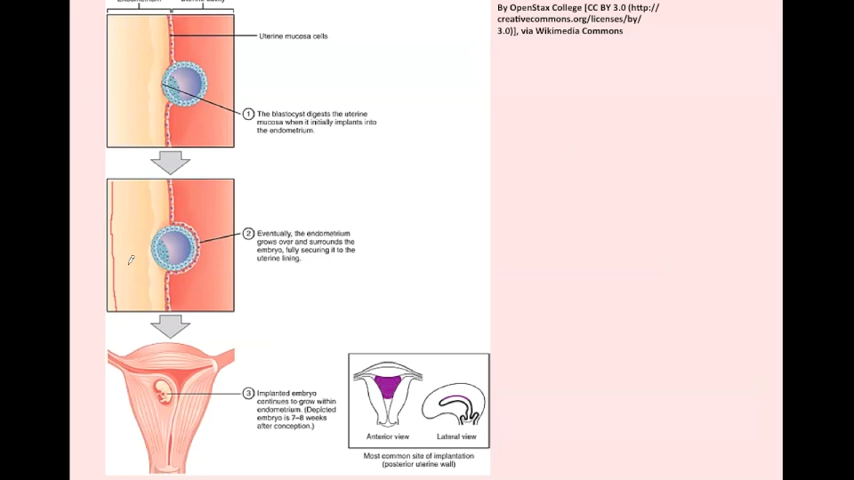 Endometrium Uterine cavity
By OpenStax College [CC BY 3.0 (http://
creativecommons.org/licenses/by/
3.0)], via Wikimedia Commons
Uterine mucosa cells
1 The blastocyst digests the uterine
mucosa when it initially implants into
the endometrium.
2 Eventually, the endometrium
grows over and surrounds the
embryo, fully securing it to the
uterine lining.
3 Implanted embryo
continues to grow within
endometrium. (Depicted
embryo is 7–8 weeks
after conception.)
Anterior view Lateral view
Most common site of implantation
(posterior uterine wall)